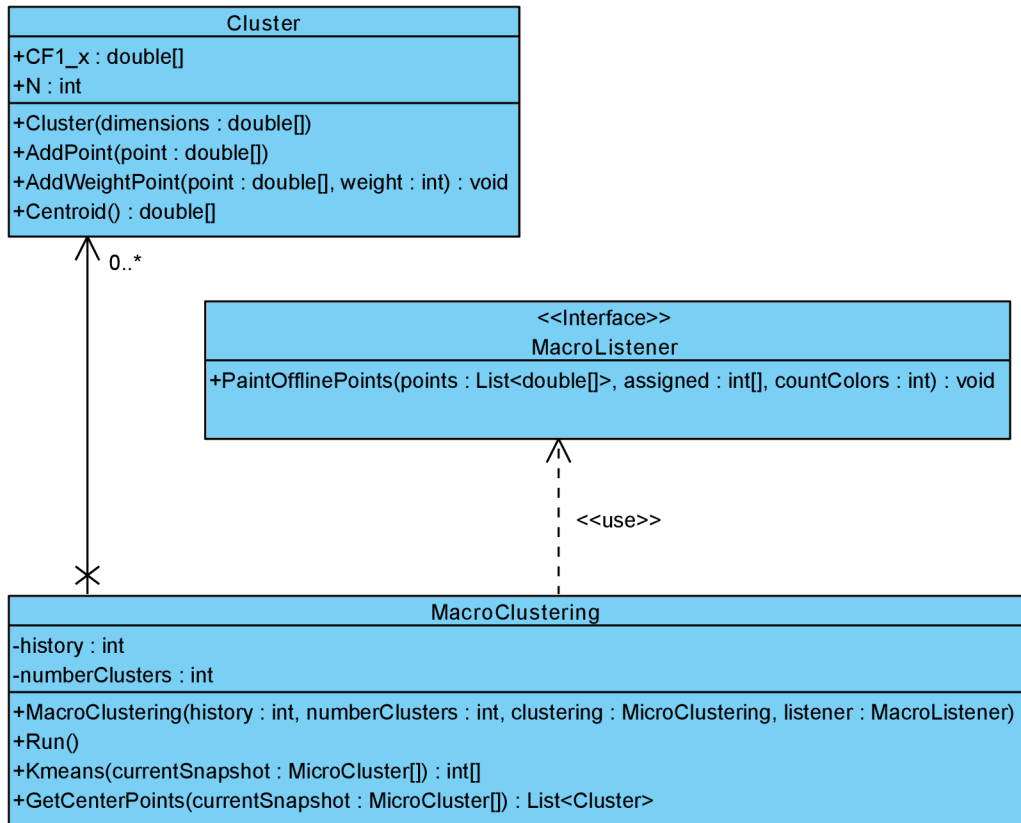 Cluster
+CF1_x : double[]
+N : int
+Cluster(dimensions : double[])
+AddPoint(point : double[])
+AddWeightPoint(point : double[], weight : int) : void
+Centroid() : double[]
0..*
<<Interface>>
MacroListener
+PaintOfflinePoints(points : List<double[]>, assigned : int[], countColors : int) : void
<<use>>
MacroClustering
-history : int
-numberClusters : int
+MacroClustering(history : int, numberClusters : int, clustering : MicroClustering, listener : MacroListener)
+Run()
+Kmeans(currentSnapshot : MicroCluster[]) : int[]
+GetCenterPoints(currentSnapshot : MicroCluster[]) : List<Cluster>